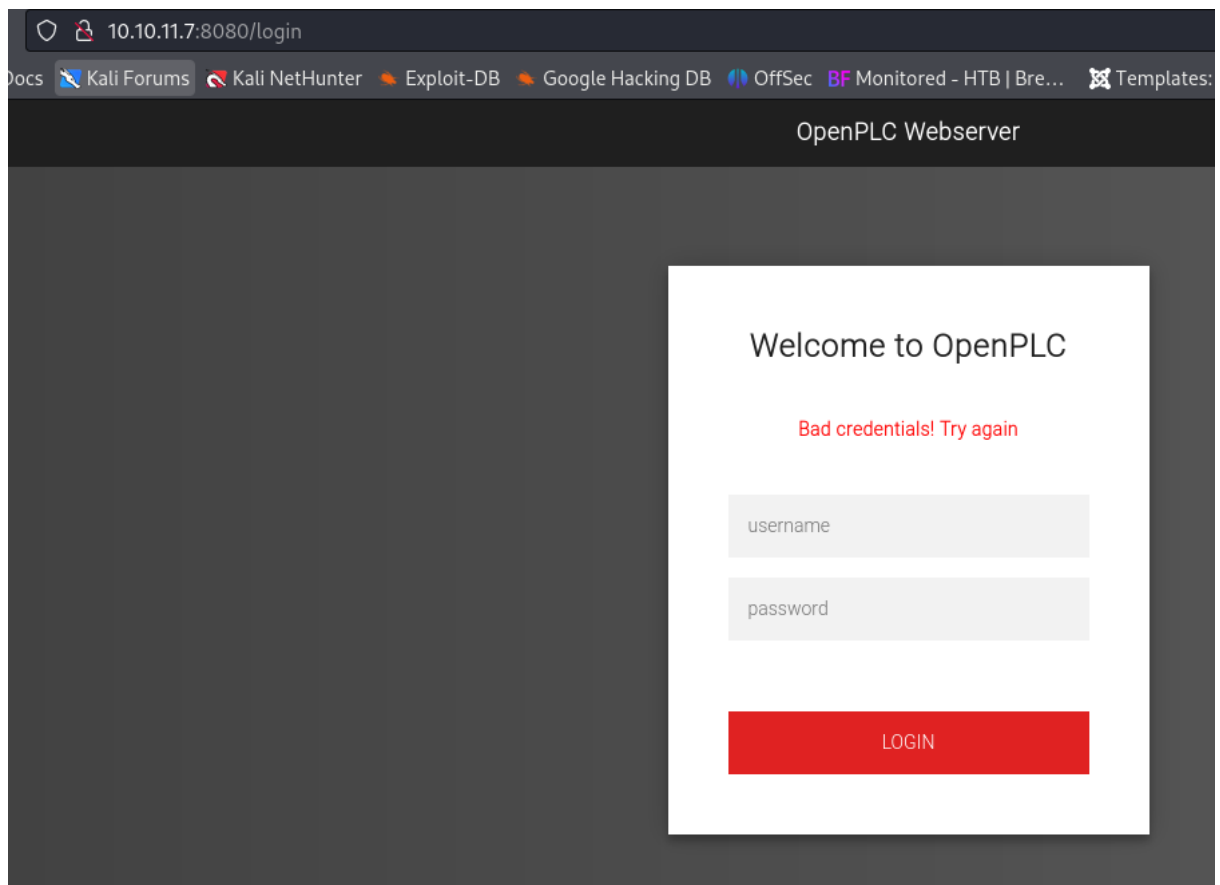 10.10.11.7:8080/login
Docs Kali Forums Kali NetHunter Exploit-DB Google Hacking DB OffSec BF Monitored - HTB | Bre… Templates:
OpenPLC Webserver
Welcome to OpenPLC
Bad credentials! Try again
username
password
LOGIN